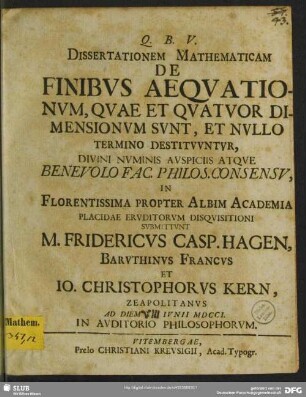 Q. B. V.
DISSERTATIONEM MATHEMATICAM
DE
FINIBVS AEQVATIO-
NVM, QVAE ET QVATVOR DI-
MENSIONVM SVNT, ET NVLLO
TERMINO DESTITVVNTVR,
DIVINI NVMINIS AVSPICIIS ATQVE
BENEVOLO FAC. PHILOS. CONSENSV,
IN
FLORENTISSIMA PROPTER ALBIM ACADEMIA
PLACIDAE ERVDITORVM DISQVISITIONI
SVBMITTVNT
M. FRIDERICVS CASP. HAGEN,
BARVTHINVS FRANCVS
ET
IO. CHRISTOPHORVS KERN,
ZEAPOLITANVS
AD DIEM VIII IVNII MDCCI.
IN AVDITORIO PHILOSOPHORVM.
Mathem.
VITEMBERGAE,
Prelo CHRISTIANI KREVSIGII, Acad. Typogr.
SLUB